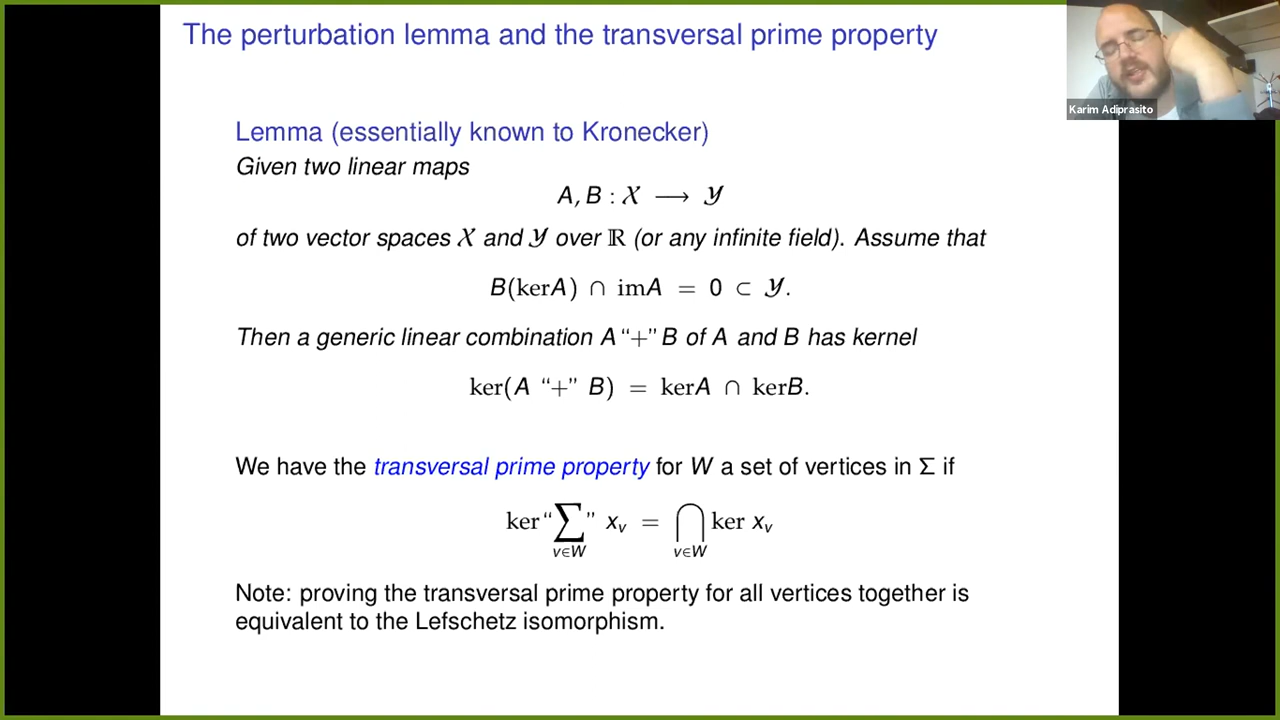 The perturbation lemma and the transversal prime property
Karim Adiprasito
Lemma (essentially known to Kronecker)
Given two linear maps
A, B : 𝒳 ⟶ 𝒴
of two vector spaces 𝒳 and 𝒴 over ℝ (or any infinite field). Assume that
B(kerA) ∩ imA = 0 ⊂ 𝒴.
Then a generic linear combination A “+” B of A and B has kernel
ker(A “+” B) = kerA ∩ kerB.
We have the transversal prime property for W a set of vertices in Σ if
ker “∑” x_v = ⋂ ker x_v
v∈W v∈W
Note: proving the transversal prime property for all vertices together is
equivalent to the Lefschetz isomorphism.